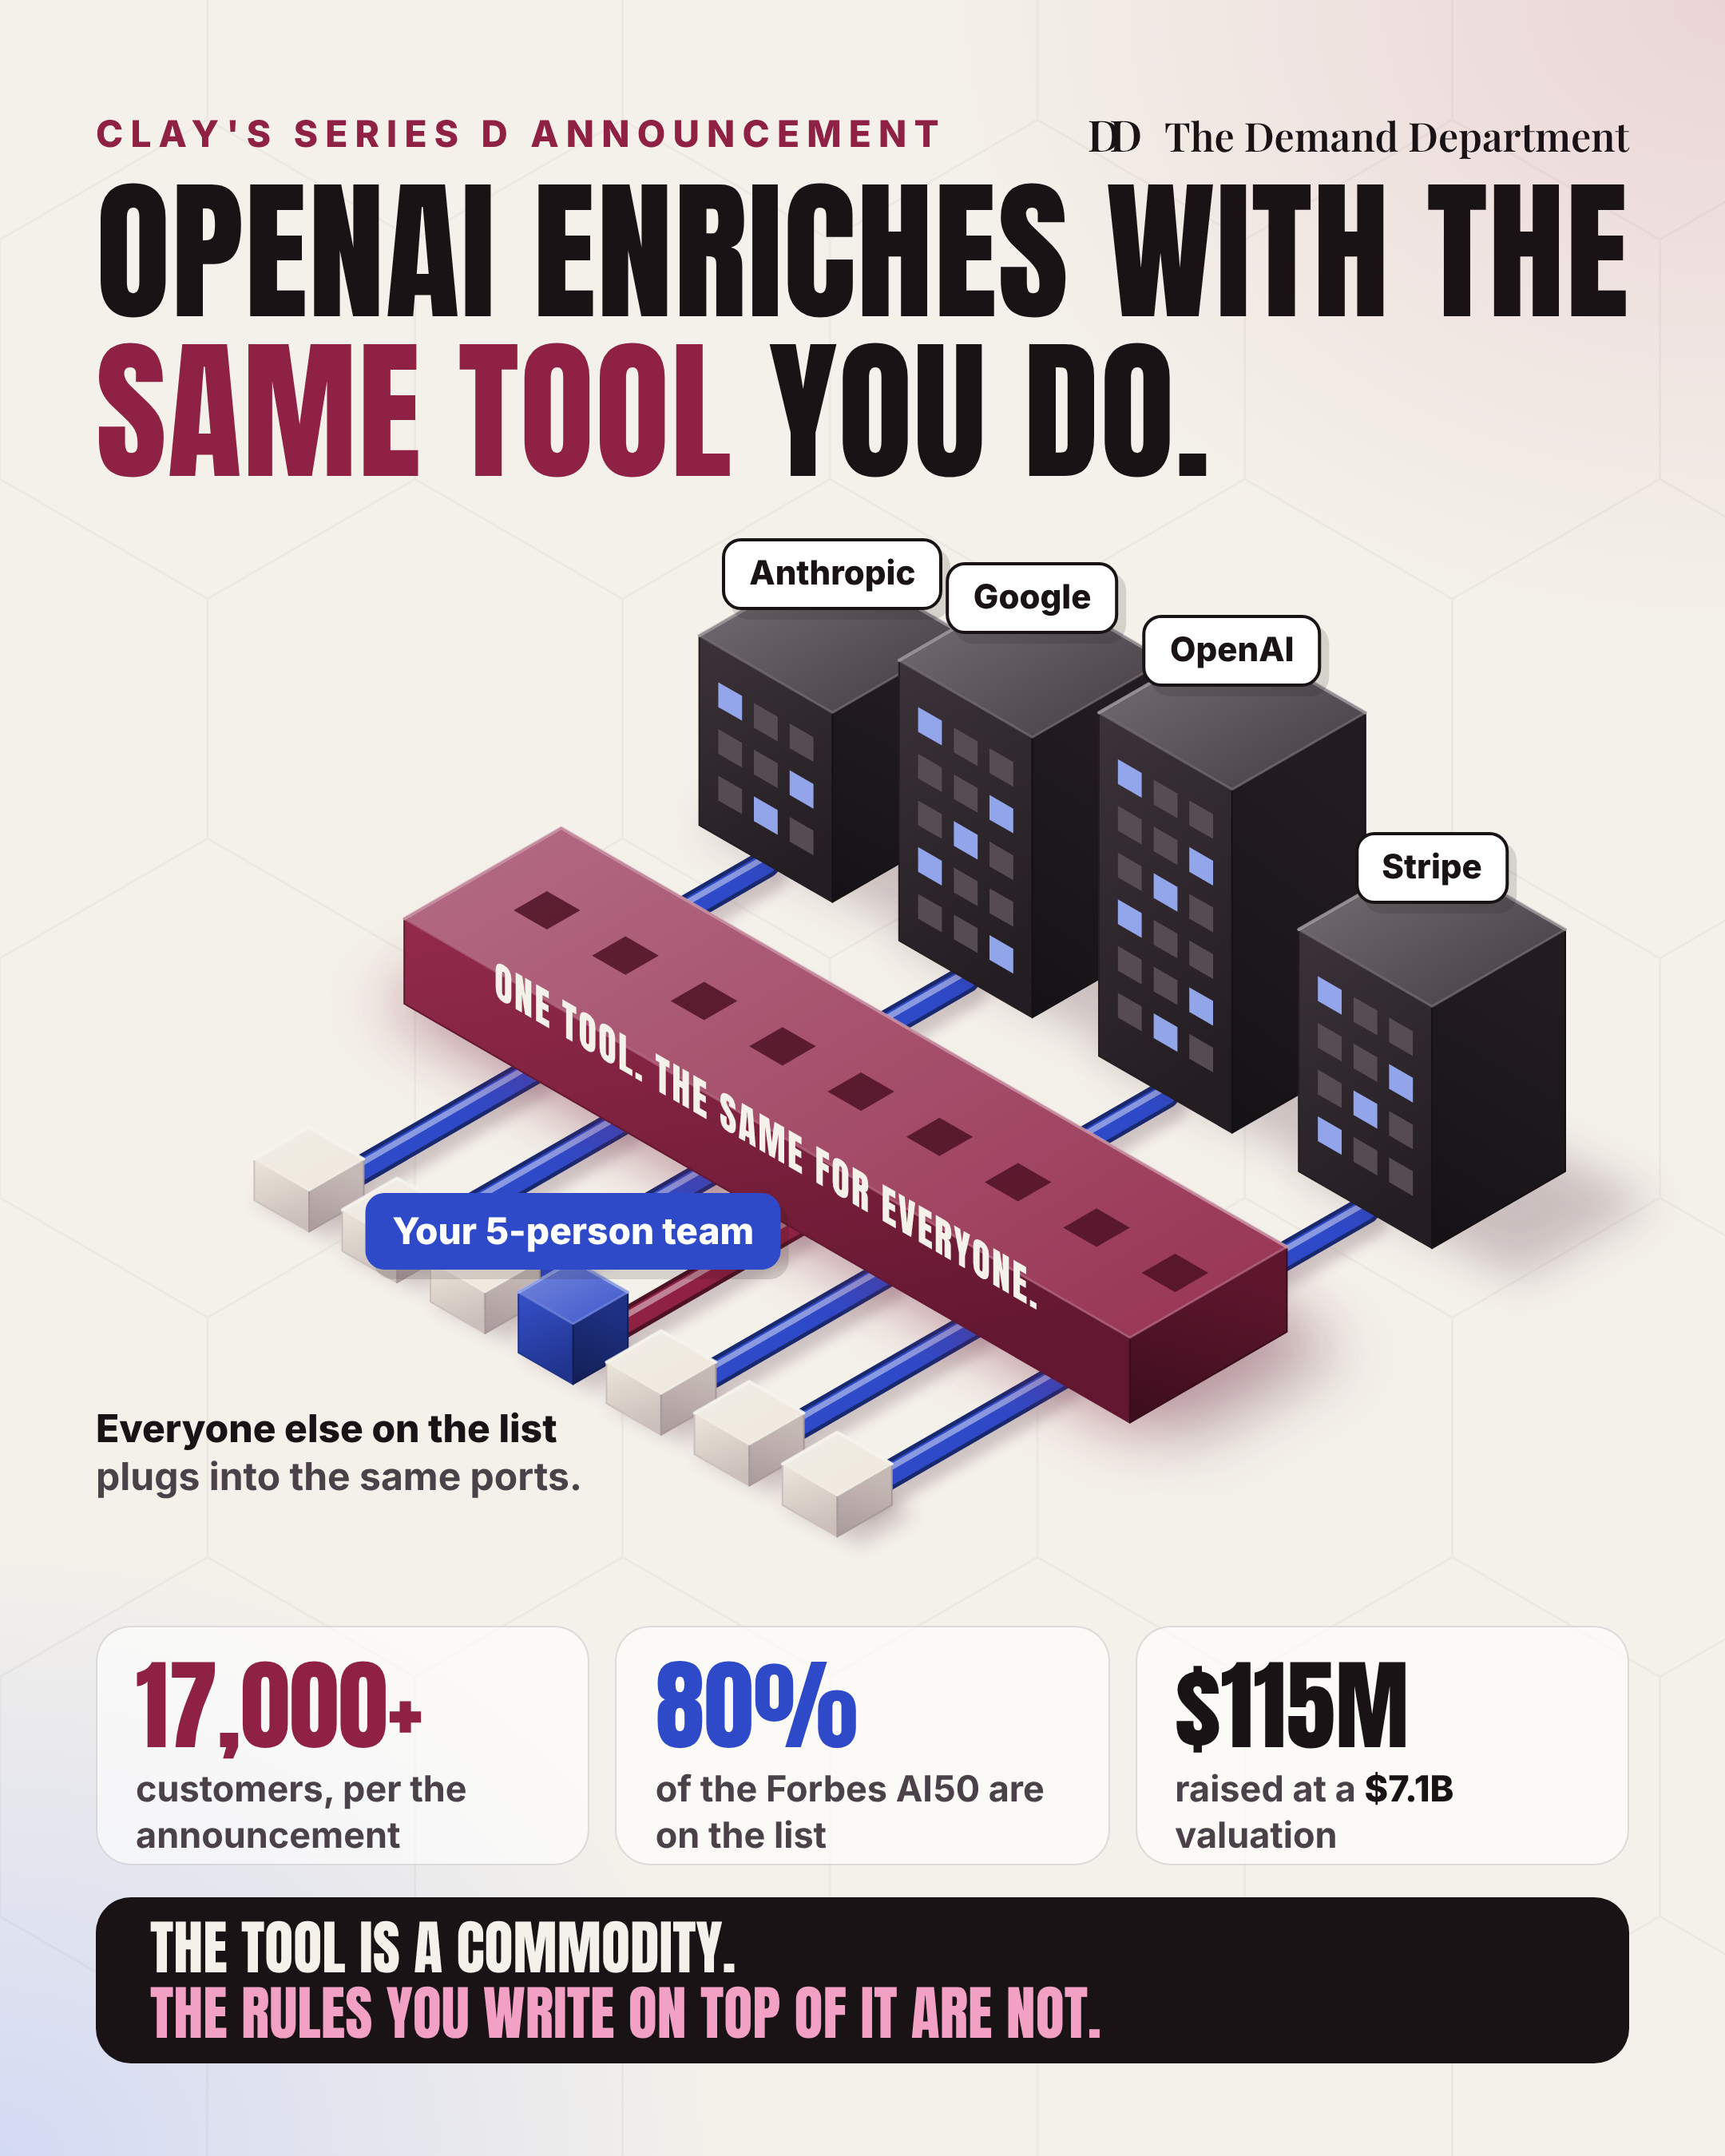 CLAY'S SERIES D ANNOUNCEMENT
DD The Demand Department
OPENAI ENRICHES WITH THE
SAME TOOL YOU DO.
Anthropic
Google
OpenAI
Stripe
ONE TOOL. THE SAME FOR EVERYONE.
Your 5-person team
Everyone else on the list
plugs into the same ports.
17,000+
customers, per the
announcement
80%
of the Forbes AI50 are
on the list
$115M
raised at a $7.1B
valuation
THE TOOL IS A COMMODITY.
THE RULES YOU WRITE ON TOP OF IT ARE NOT.